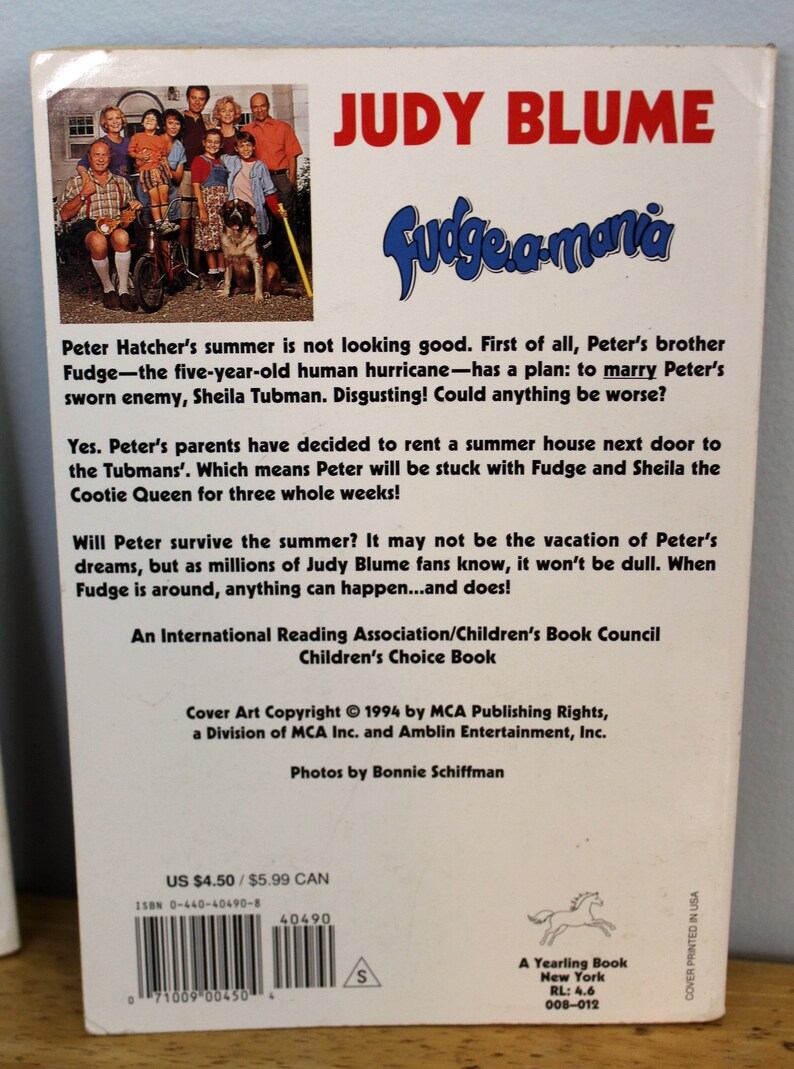 JUDY BLUME
Fudge-a-mania
Peter Hatcher's summer is not looking good. First of all, Peter's brother
Fudge—the five-year-old human hurricane—has a plan: to marry Peter's
sworn enemy, Sheila Tubman. Disgusting! Could anything be worse?
Yes. Peter's parents have decided to rent a summer house next door to
the Tubmans'. Which means Peter will be stuck with Fudge and Sheila the
Cootie Queen for three whole weeks!
Will Peter survive the summer? It may not be the vacation of Peter's
dreams, but as millions of Judy Blume fans know, it won't be dull. When
Fudge is around, anything can happen...and does!
An International Reading Association/Children's Book Council
Children's Choice Book
Cover Art Copyright © 1994 by MCA Publishing Rights,
a Division of MCA Inc. and Amblin Entertainment, Inc.
Photos by Bonnie Schiffman
US $4.50 / $5.99 CAN
ISBN 0-440-40490-8
40490
0 71009 00450 4
S
A Yearling Book
New York
RL: 4.6
008–012
COVER PRINTED IN USA